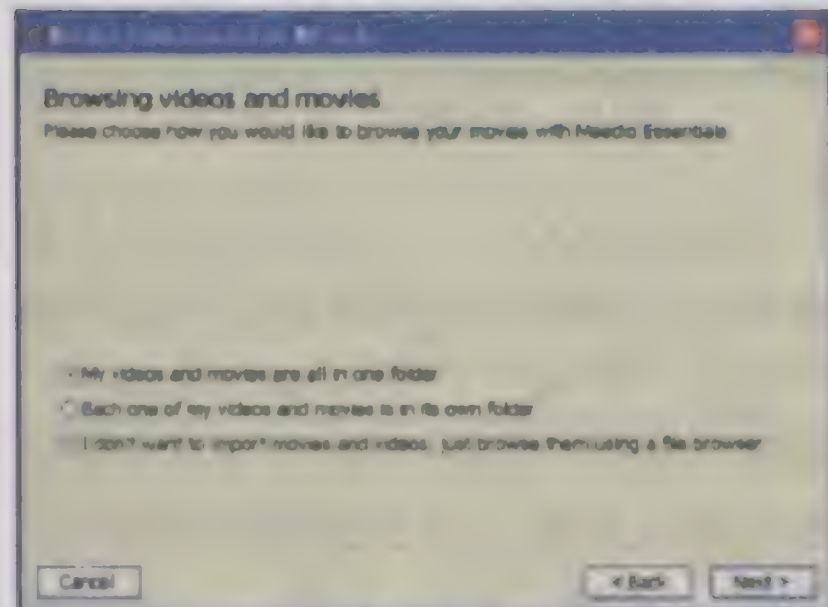 Browsing videos and movies
Please choose how you would like to browse your movies with Meedio Essentials
My videos and movies are all in one folder
Each one of my videos and movies is in its own folder
I don't want to import movies and videos, just browse them using a file browser
Cancel
< Back
Next >